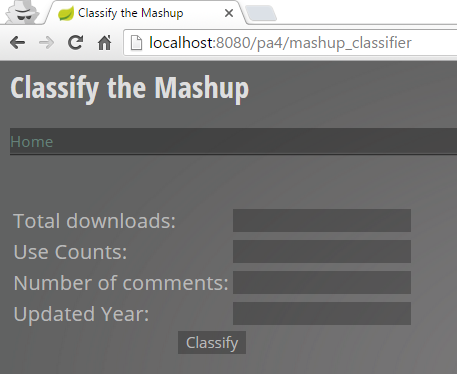 Classify the Mashup
localhost:8080/pa4/mashup_classifier
Classify the Mashup
Home
Total downloads:
Use Counts:
Number of comments:
Updated Year:
Classify